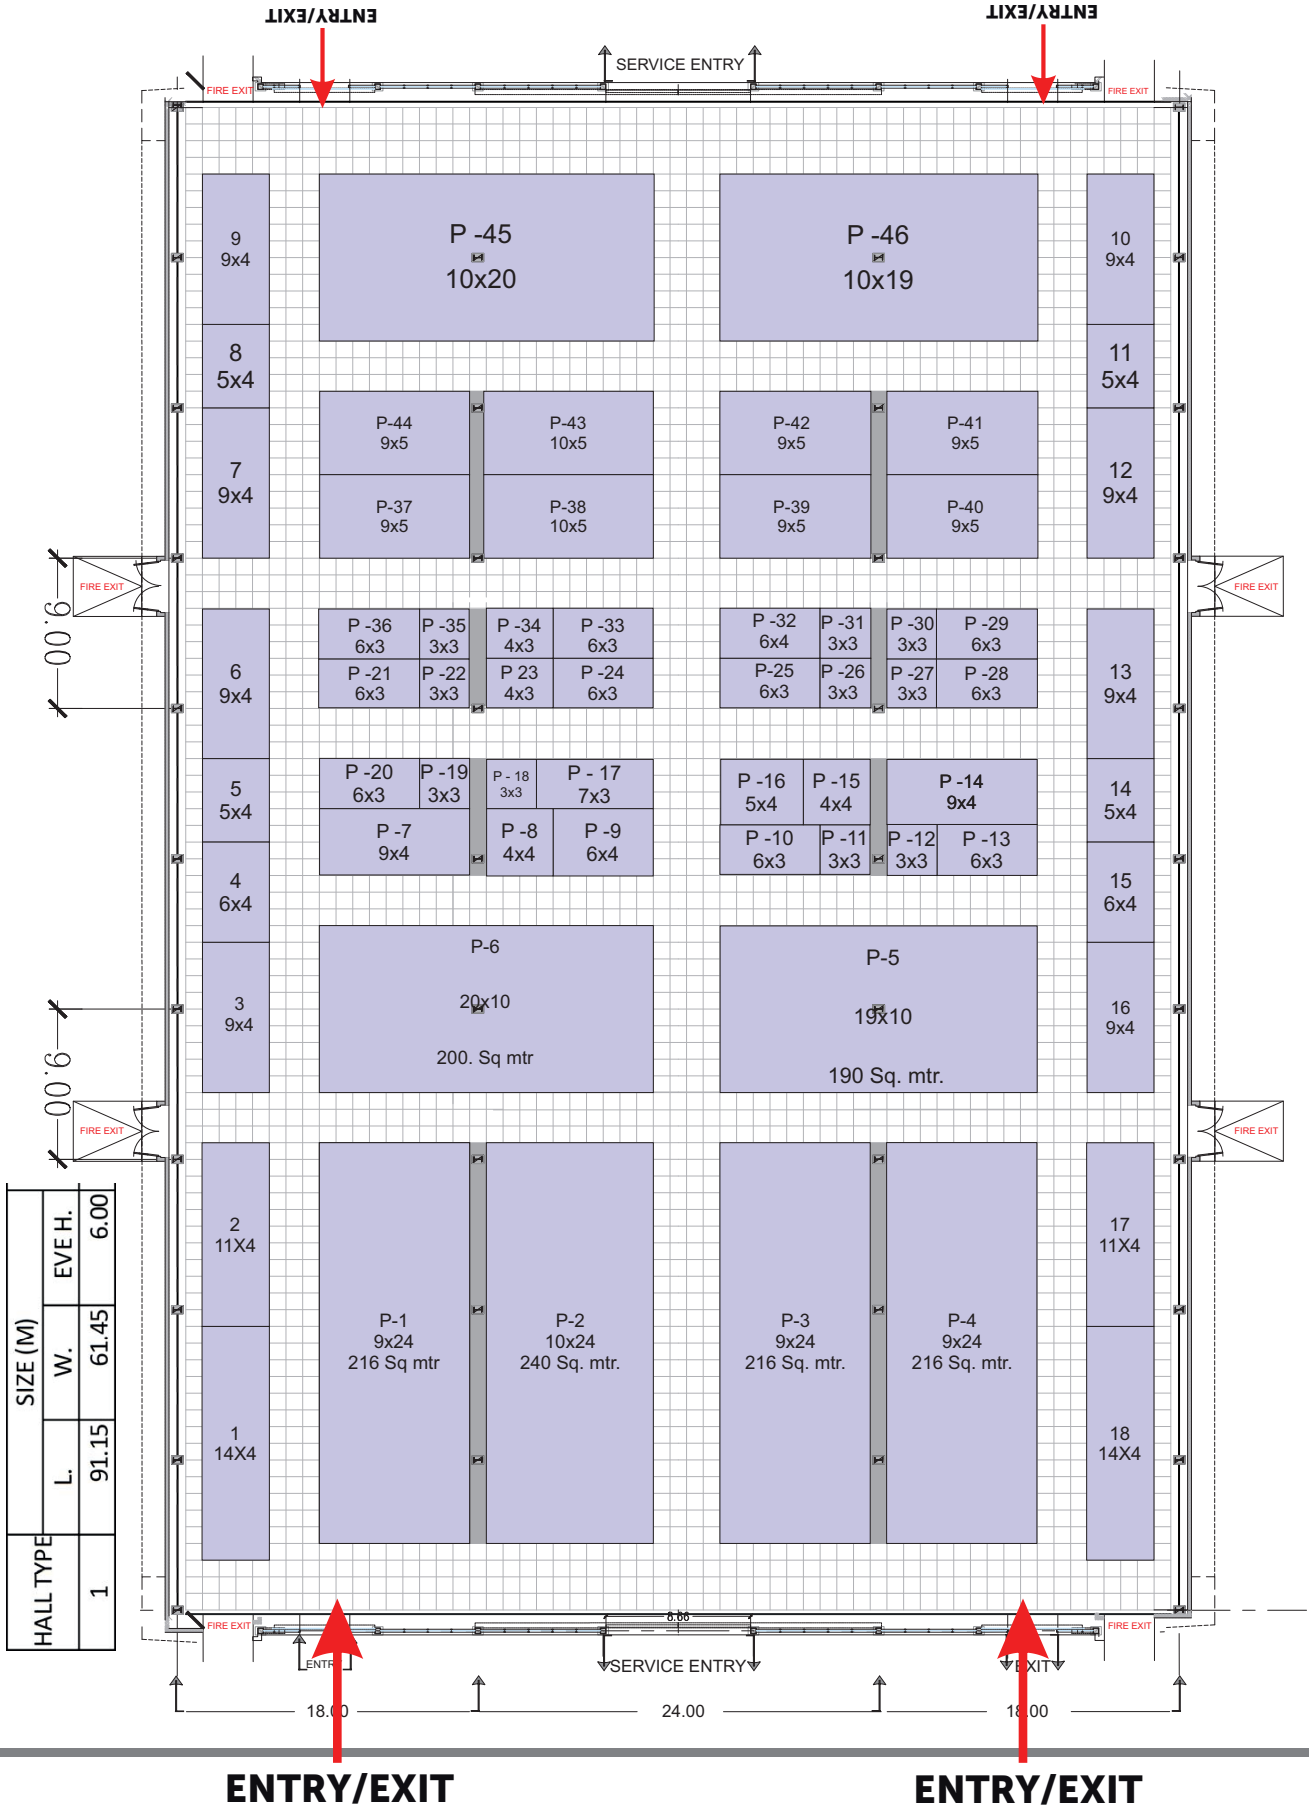 ENTRY/EXIT
ENTRY/EXIT
SERVICE ENTRY
FIRE EXIT
FIRE EXIT
9
9x4
P -45
10x20
P -46
10x19
10
9x4
8
5x4
11
5x4
7
9x4
P-44
9x5
P-43
10x5
P-42
9x5
P-41
9x5
12
9x4
P-37
9x5
P-38
10x5
P-39
9x5
P-40
9x5
FIRE EXIT
FIRE EXIT
9.00
6
9x4
P -36
6x3
P -35
3x3
P -34
4x3
P -33
6x3
P -32
6x4
P -31
3x3
P -30
3x3
P -29
6x3
13
9x4
P -21
6x3
P -22
3x3
P 23
4x3
P -24
6x3
P -25
6x3
P -26
3x3
P -27
3x3
P -28
6x3
5
5x4
P -20
6x3
P -19
3x3
P - 18
3x3
P - 17
7x3
P -16
5x4
P -15
4x4
P -14
9x4
14
5x4
P -7
9x4
P -8
4x4
P -9
6x4
P -10
6x3
P -11
3x3
P -12
3x3
P -13
6x3
4
6x4
15
6x4
3
9x4
P-6
20x10
200. Sq mtr
P-5
19x10
190 Sq. mtr.
16
9x4
9.00
FIRE EXIT
FIRE EXIT
2
11X4
17
11X4
P-1
9x24
216 Sq mtr
P-2
10x24
240 Sq. mtr.
P-3
9x24
216 Sq. mtr.
P-4
9x24
216 Sq. mtr.
1
14X4
18
14X4
HALL TYPE
SIZE (M)
L.
W.
EVE H.
1
91.15
61.45
6.00
FIRE EXIT
8.66
FIRE EXIT
ENTRY
SERVICE ENTRY
EXIT
18.00
24.00
18.00
ENTRY/EXIT
ENTRY/EXIT